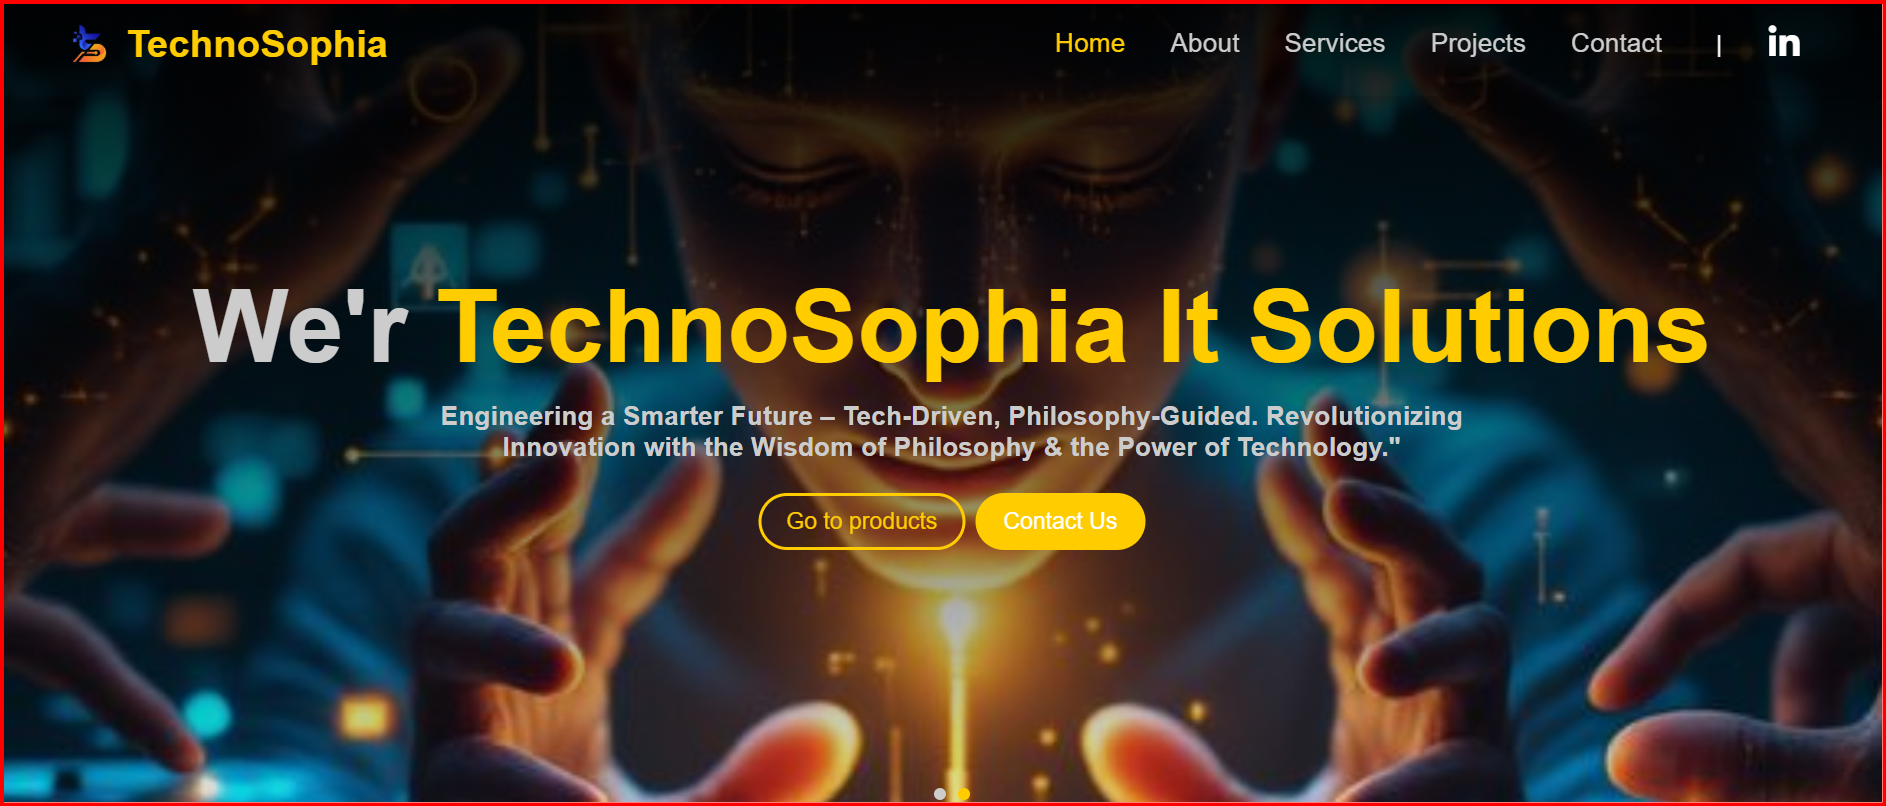 TechnoSophia
Home About Services Projects Contact | in
We'r TechnoSophia It Solutions
Engineering a Smarter Future – Tech-Driven, Philosophy-Guided. Revolutionizing
Innovation with the Wisdom of Philosophy & the Power of Technology."
Go to products Contact Us